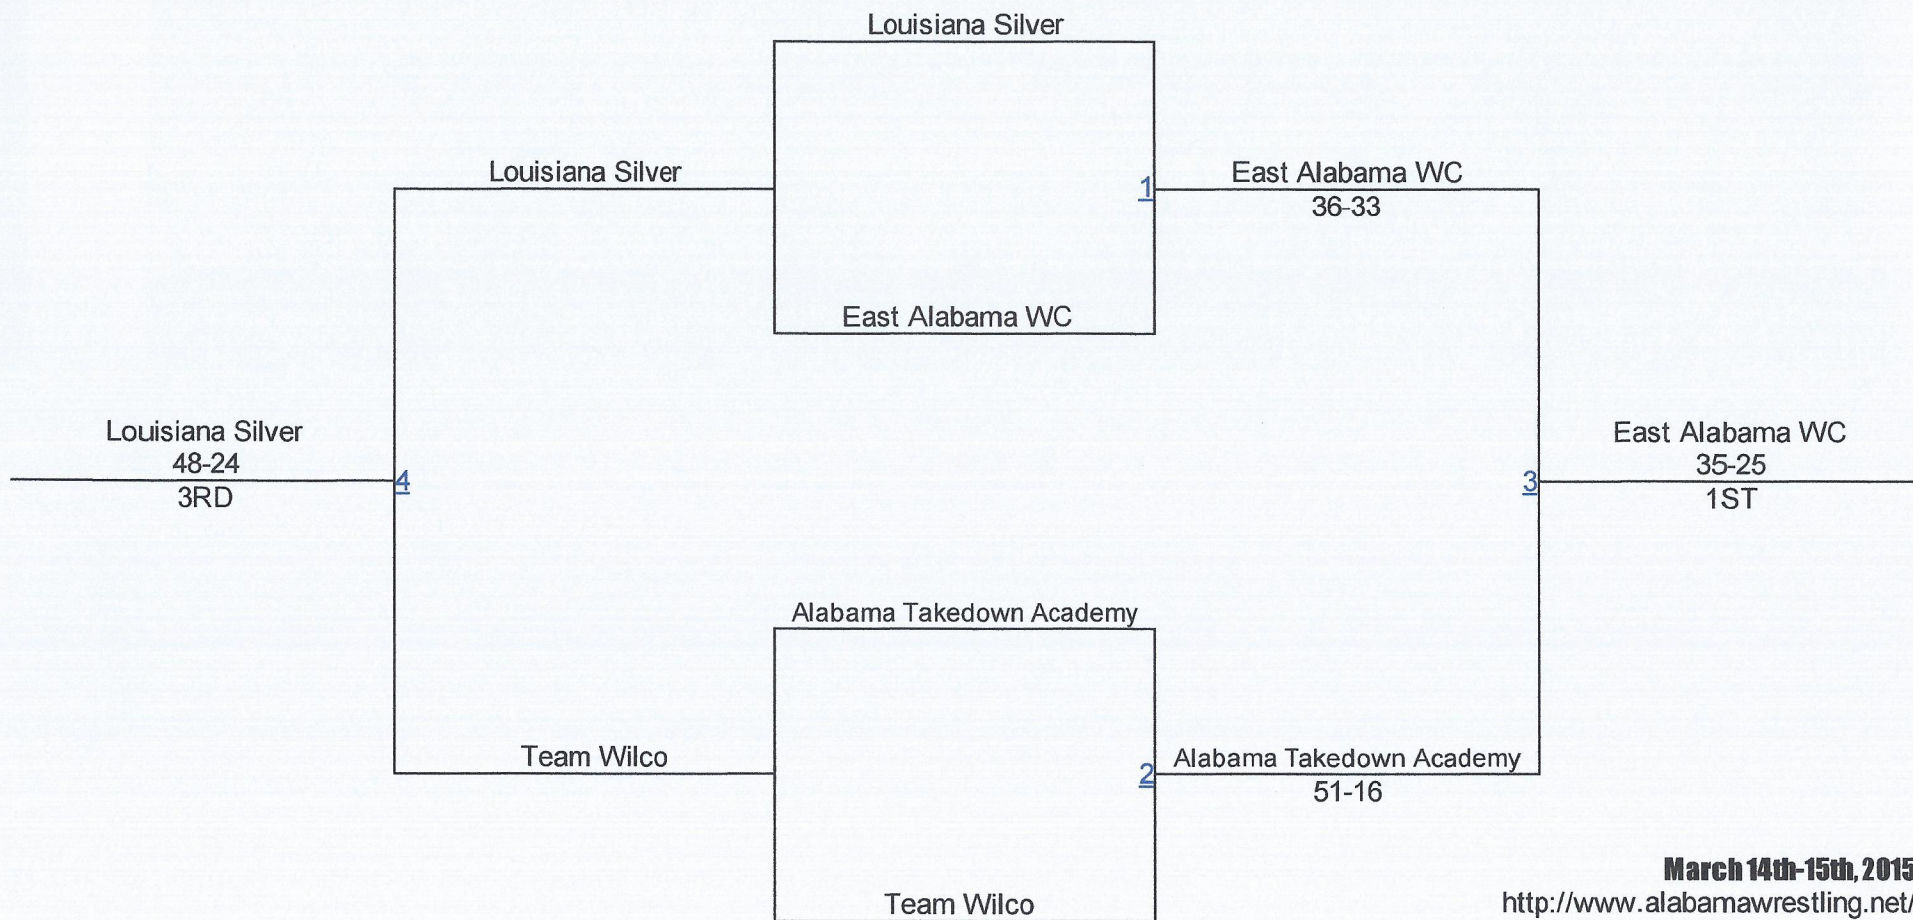 Louisiana Silver
Louisiana Silver
1
East Alabama WC
36-33
East Alabama WC
Louisiana Silver
48-24
3RD
4
3
East Alabama WC
35-25
1ST
Alabama Takedown Academy
Team Wilco
2
Alabama Takedown Academy
51-16
Team Wilco
March 14th-15th, 2015
http://www.alabamawrestling.net/